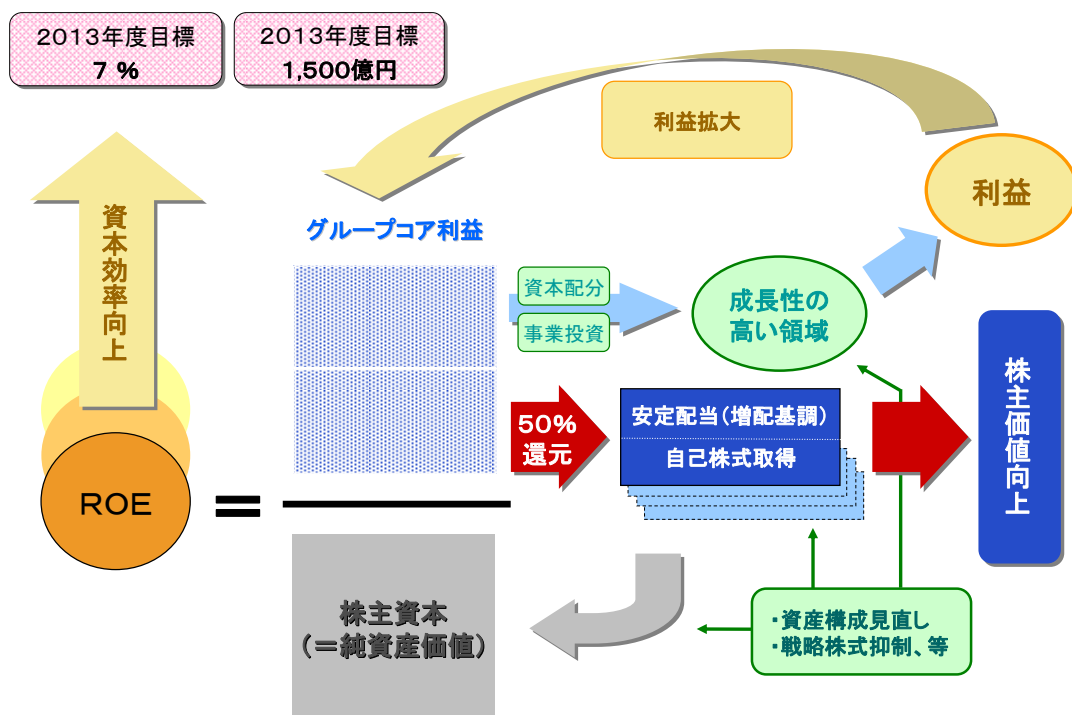 2013年度目標
7 %
2013年度目標
1,500億円
利益拡大
利益
資本効率向上
グループコア利益
資本配分
事業投資
成長性の
高い領域
株主価値向上
50%
還元
安定配当(増配基調)
自己株式取得
ROE
=
株主資本
(=純資産価値)
・資産構成見直し
・戦略株式抑制、等